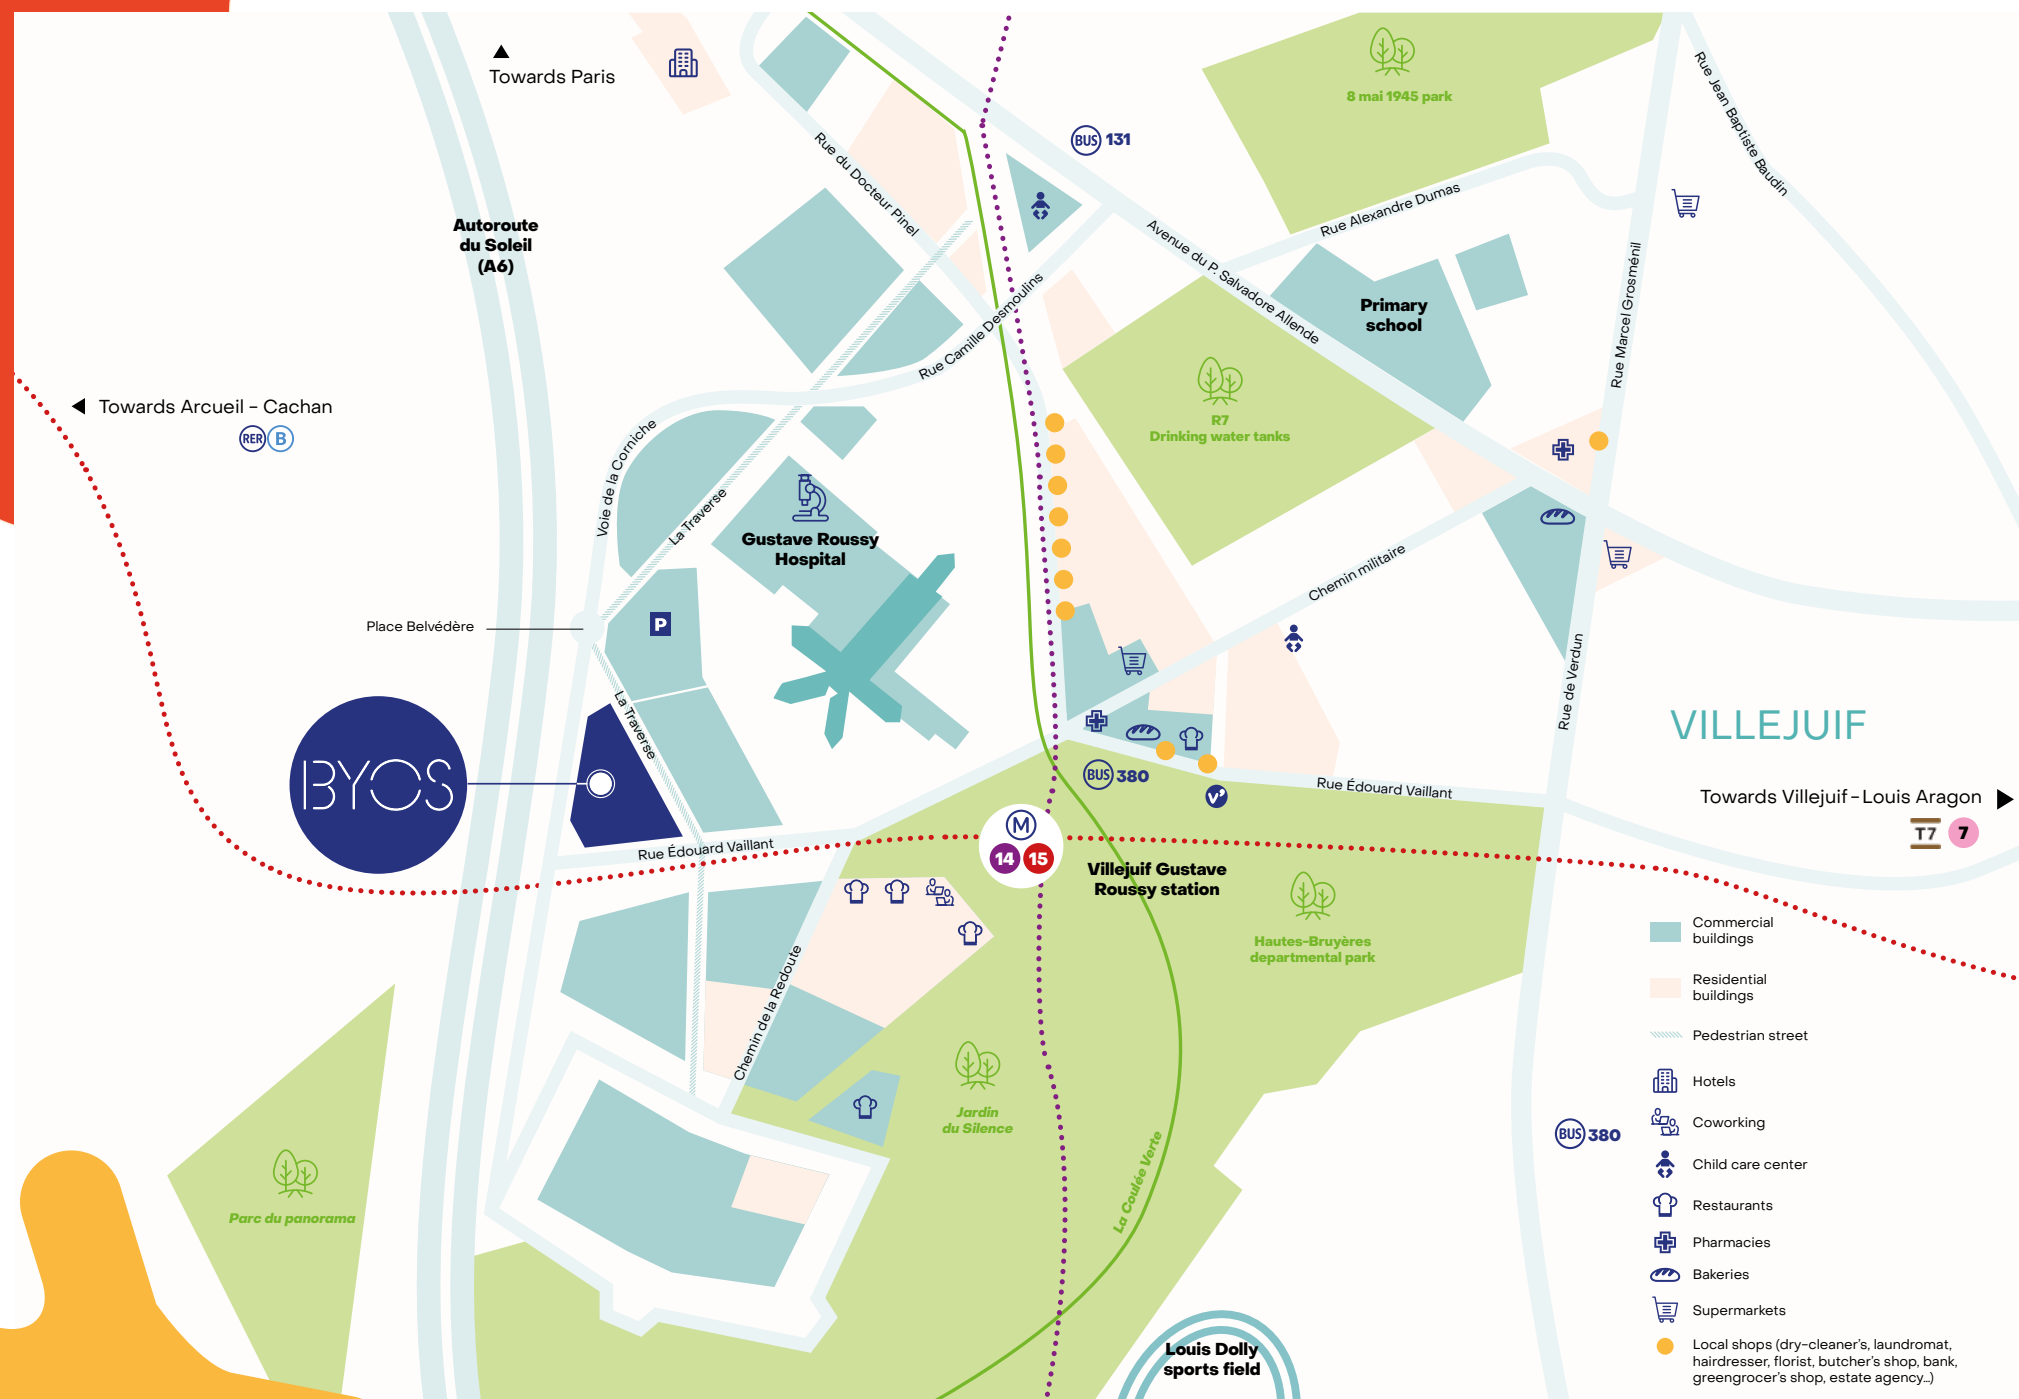 Towards Paris
8 mai 1945 park
Rue Jean Baptiste Baudin
BUS 131
Rue du Docteur Pinel
Rue Alexandre Dumas
Autoroute
du Soleil
(A6)
Avenue du P. Salvadore Allende
Rue Marcel Grosménil
Primary
school
Rue Camille Desmoulins
Towards Arcueil – Cachan
RER B
R7
Drinking water tanks
Voie de la Corniche
La Traverse
Gustave Roussy
Hospital
Chemin militaire
Place Belvédère
P
La Traverse
Rue de Verdun
VILLEJUIF
BYOS
BUS 380
Rue Édouard Vaillant
V'
Towards Villejuif – Louis Aragon
T7 7
M
14 15
Rue Édouard Vaillant
Villejuif Gustave
Roussy station
Hautes-Bruyères
departmental park
Chemin de la Redoute
Jardin
du Silence
La Coulée Verte
BUS 380
Parc du panorama
Louis Dolly
sports field
Commercial
buildings
Residential
buildings
Pedestrian street
Hotels
Coworking
Child care center
Restaurants
Pharmacies
Bakeries
Supermarkets
Local shops (dry-cleaner's, laundromat,
hairdresser, florist, butcher's shop, bank,
greengrocer's shop, estate agency...)